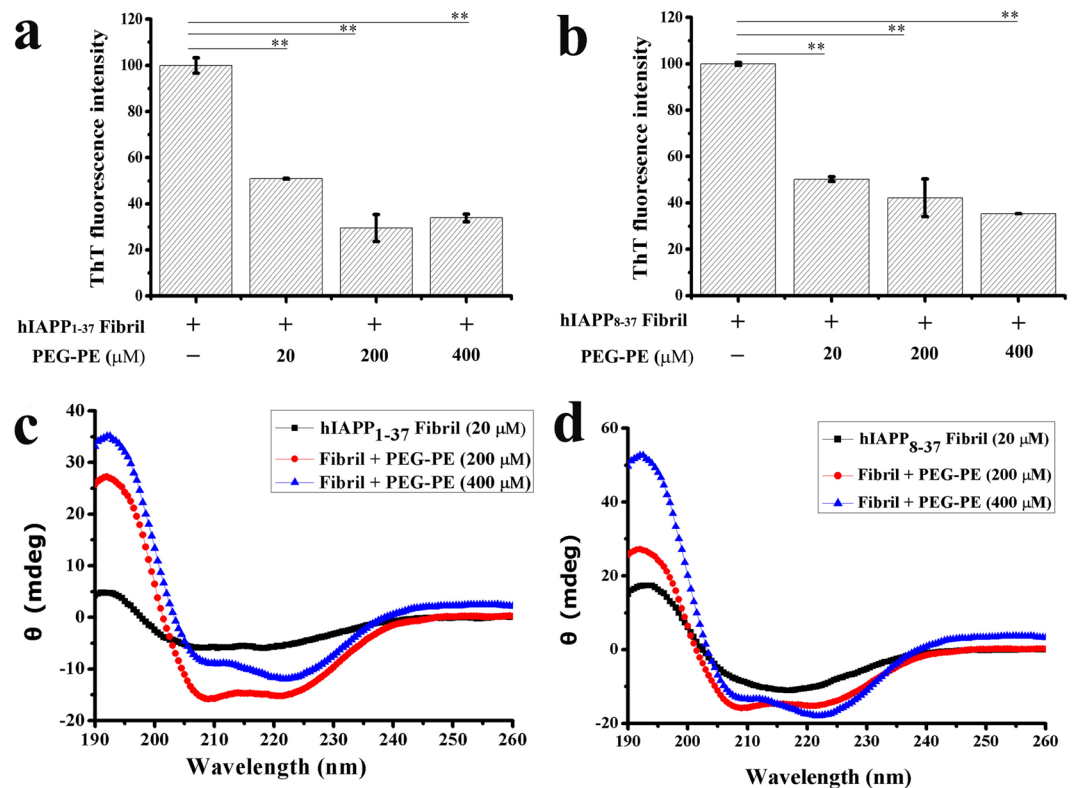 a
ThT fluorescence intensity
120
100
80
60
40
20
0
**
**
**
hIAPP1-37 Fibril + + + +
PEG-PE (μM) − 20 200 400
b
ThT fluorescence intensity
120
100
80
60
40
20
0
**
**
**
hIAPP8-37 Fibril + + + +
PEG-PE (μM) − 20 200 400
c
θ (mdeg)
40
30
20
10
0
-10
-20
hIAPP1-37 Fibril (20 μM)
Fibril + PEG-PE (200 μM)
Fibril + PEG-PE (400 μM)
190 200 210 220 230 240 250 260
Wavelength (nm)
d
θ (mdeg)
60
40
20
0
-20
hIAPP8-37 Fibril (20 μM)
Fibril + PEG-PE (200 μM)
Fibril + PEG-PE (400 μM)
190 200 210 220 230 240 250 260
Wavelength (nm)